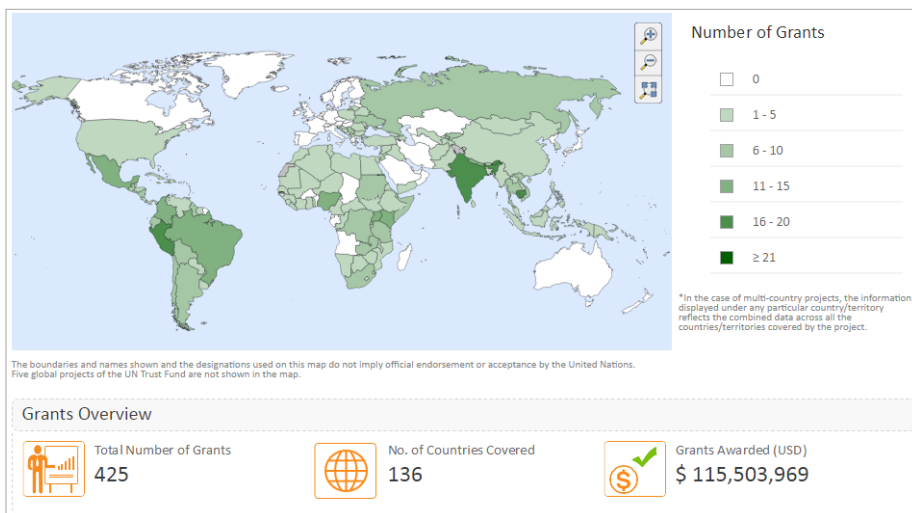 Number of Grants
0
1 - 5
6 - 10
11 - 15
16 - 20
≥ 21
*In the case of multi-country projects, the information
displayed under any particular country/territory
reflects the combined data across all the
countries/territories covered by the project.
The boundaries and names shown and the designations used on this map do not imply official endorsement or acceptance by the United Nations.
Five global projects of the UN Trust Fund are not shown in the map.
Grants Overview
Total Number of Grants
425
No. of Countries Covered
136
Grants Awarded (USD)
$ 115,503,969